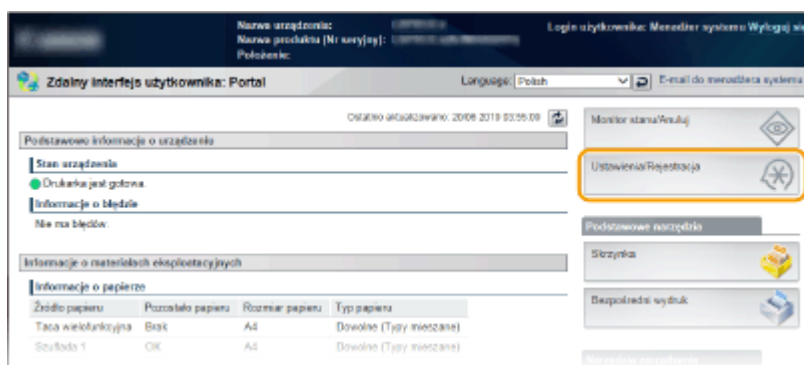 Nazwa urządzenia:
Nazwa produktu [Nr seryjny]:
Położenie:
Login użytkownika: Menedżer systemu Wyloguj się
Zdalny interfejs użytkownika: Portal
Language: Polish
E-mail do menedżera systemu
Ostatnio aktualizowano: 20/06 2019 03:55:00
Podstawowe informacje o urządzeniu
Stan urządzenia
Drukarka jest gotowa.
Informacje o błędzie
Nie ma błędów.
Informacje o materiałach eksploatacyjnych
Informacje o papierze
Źródło papieru Pozostało papieru Rozmiar papieru Typ papieru
Taca wielofunkcyjna Brak A4 Dowolne (Typy mieszane)
Szuflada 1 OK A4 Dowolne (Typy mieszane)
Monitor stanu/Anuluj
Ustawienia/Rejestracja
Podstawowe narzędzia
Skrzynka
Bezpośredni wydruk
Narzędzia zarządzania